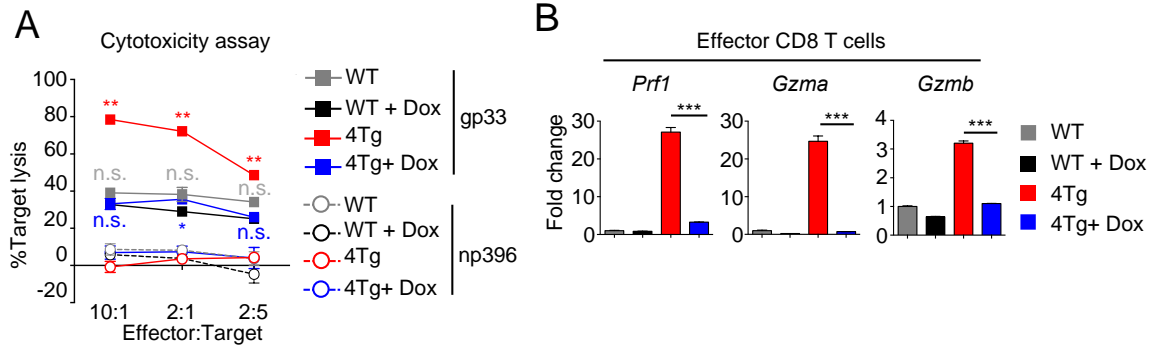 A
Cytotoxicity assay
%Target lysis
100
80
60
40
20
0
-20
**
**
**
n.s.
n.s.
n.s.
n.s.
*
n.s.
10:1
2:1
2:5
Effector:Target
WT
WT + Dox
4Tg
4Tg+ Dox
gp33
WT
WT + Dox
4Tg
4Tg+ Dox
np396
B
Effector CD8 T cells
Prf1
Gzma
Gzmb
Fold change
30
20
10
0
***
30
20
10
0
***
4
3
2
1
0
***
WT
WT + Dox
4Tg
4Tg+ Dox